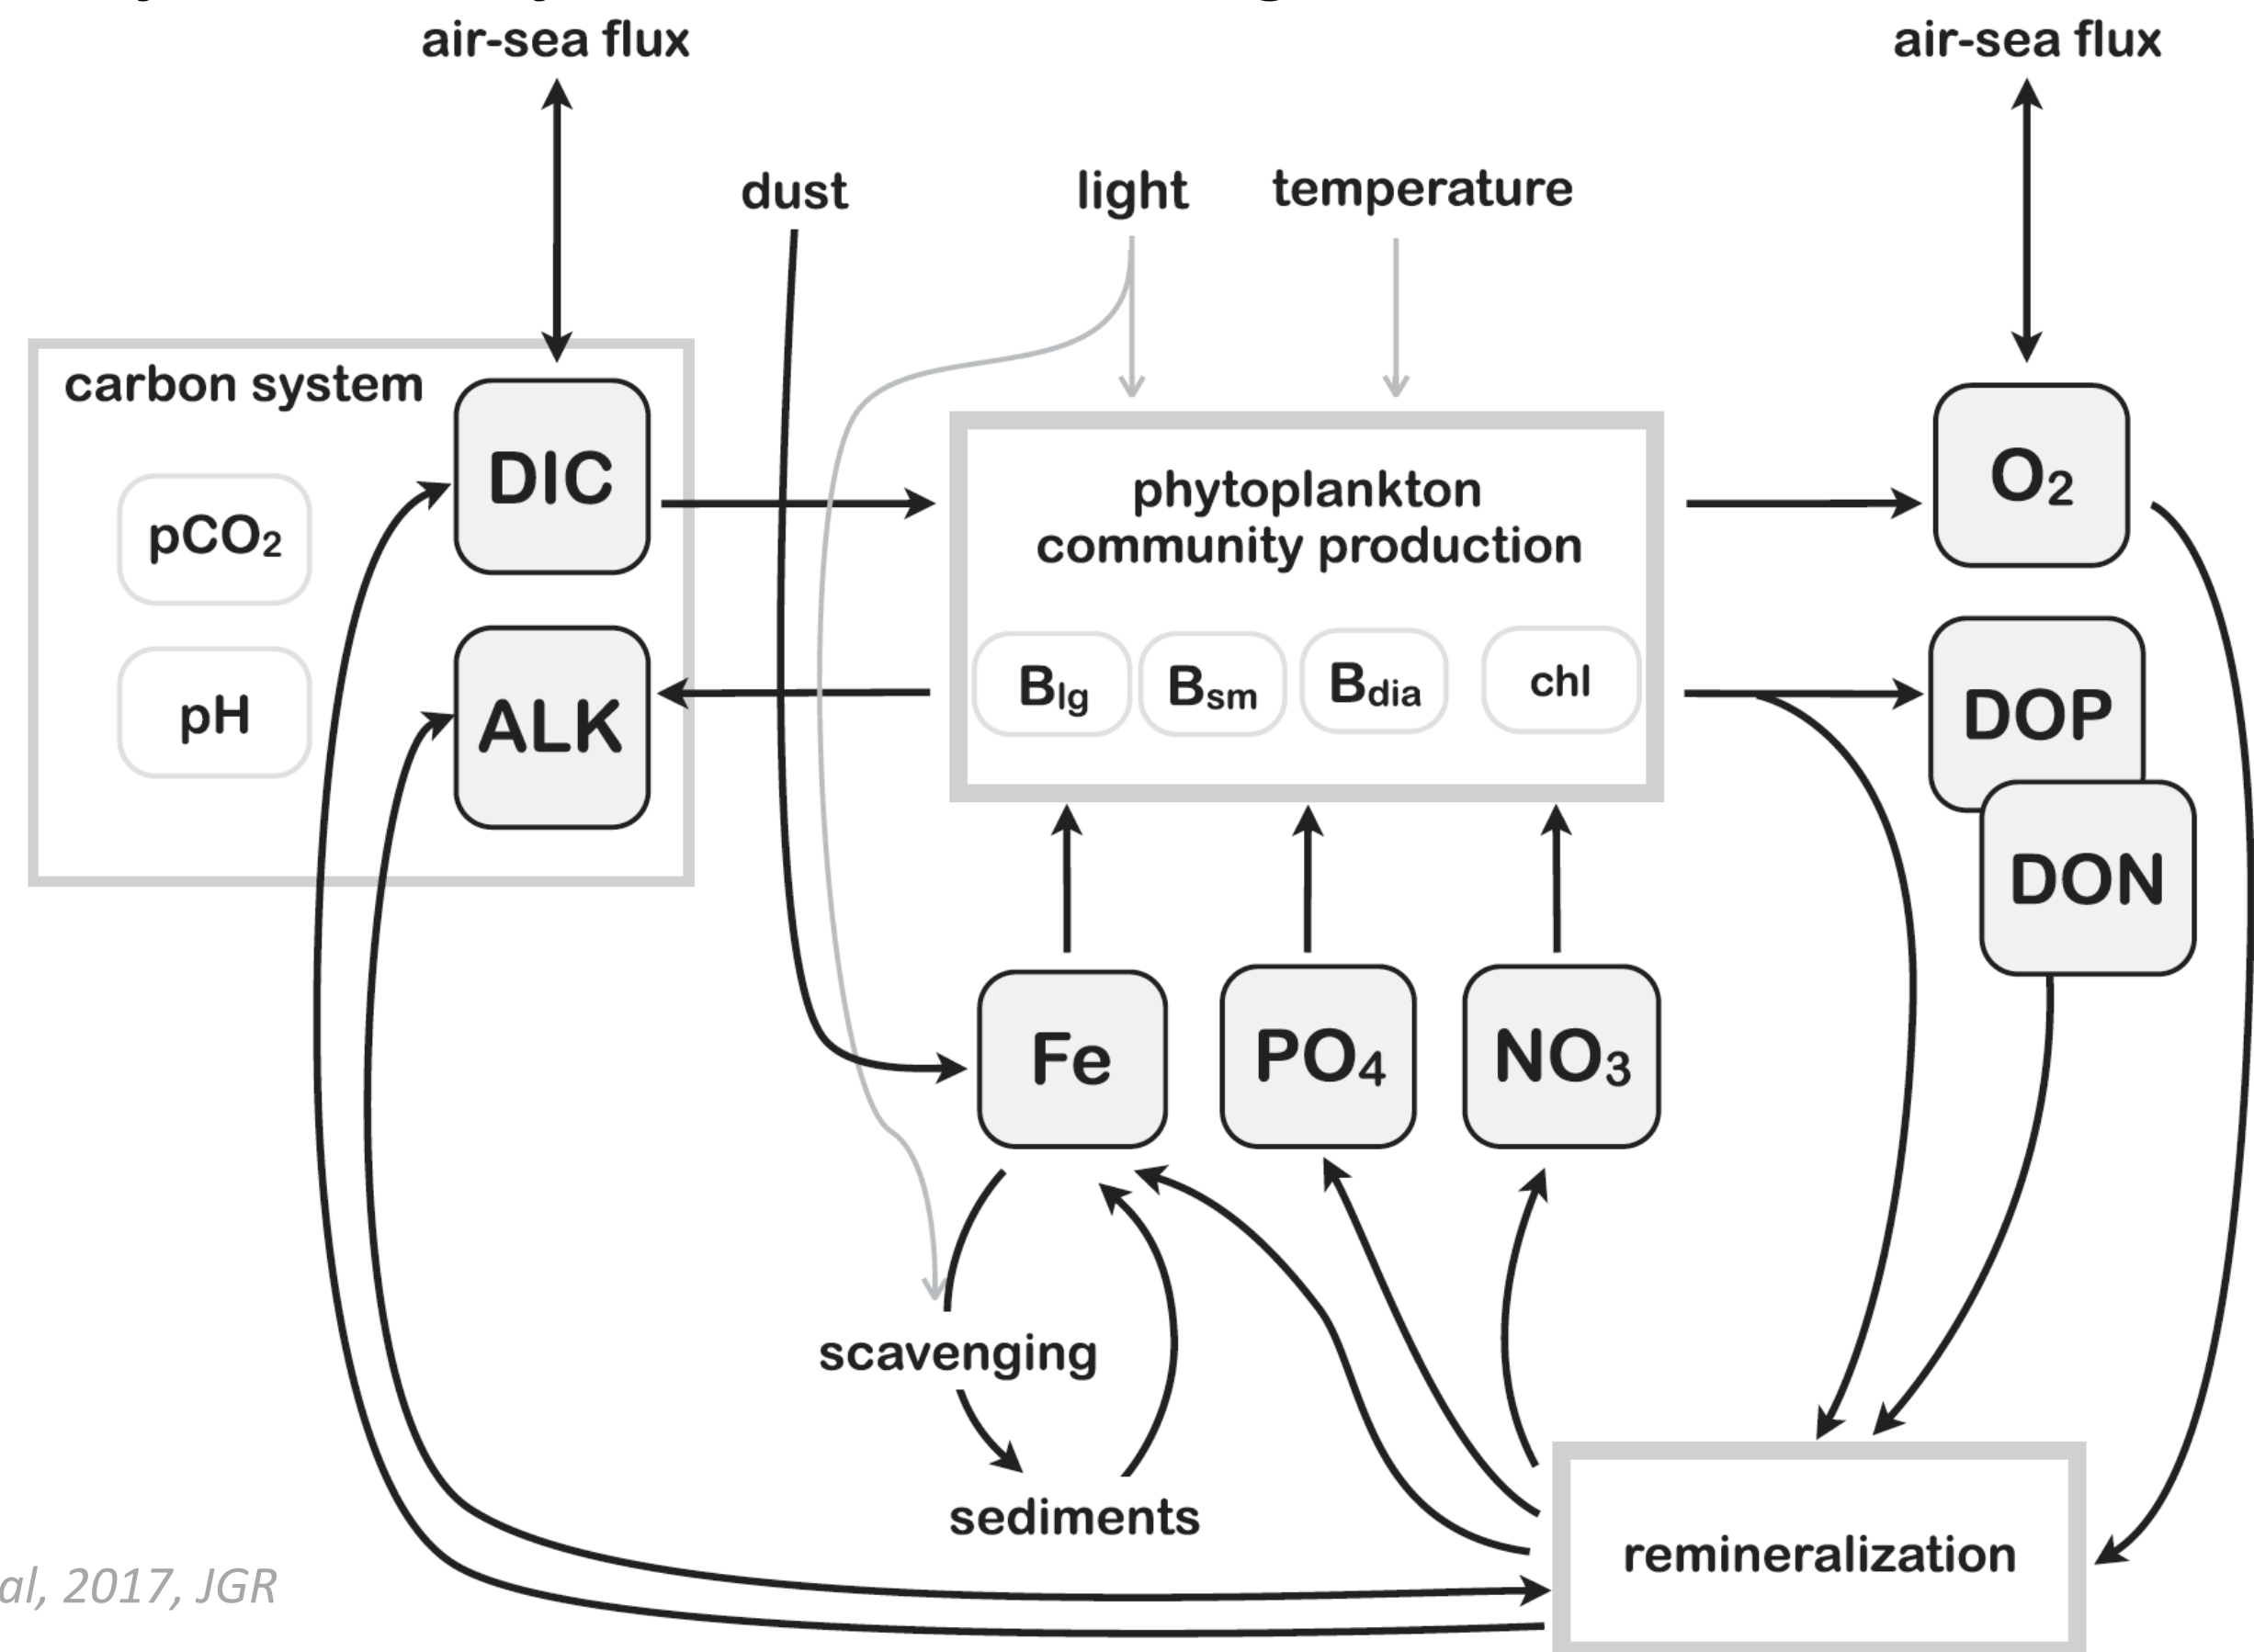 air-sea flux
air-sea flux
dust
light
temperature
carbon system
DIC
pCO₂
pH
ALK
phytoplankton
community production
Blg
Bsm
Bdia
chl
O₂
DOP
DON
Fe
PO₄
NO₃
scavenging
sediments
remineralization
al, 2017, JGR